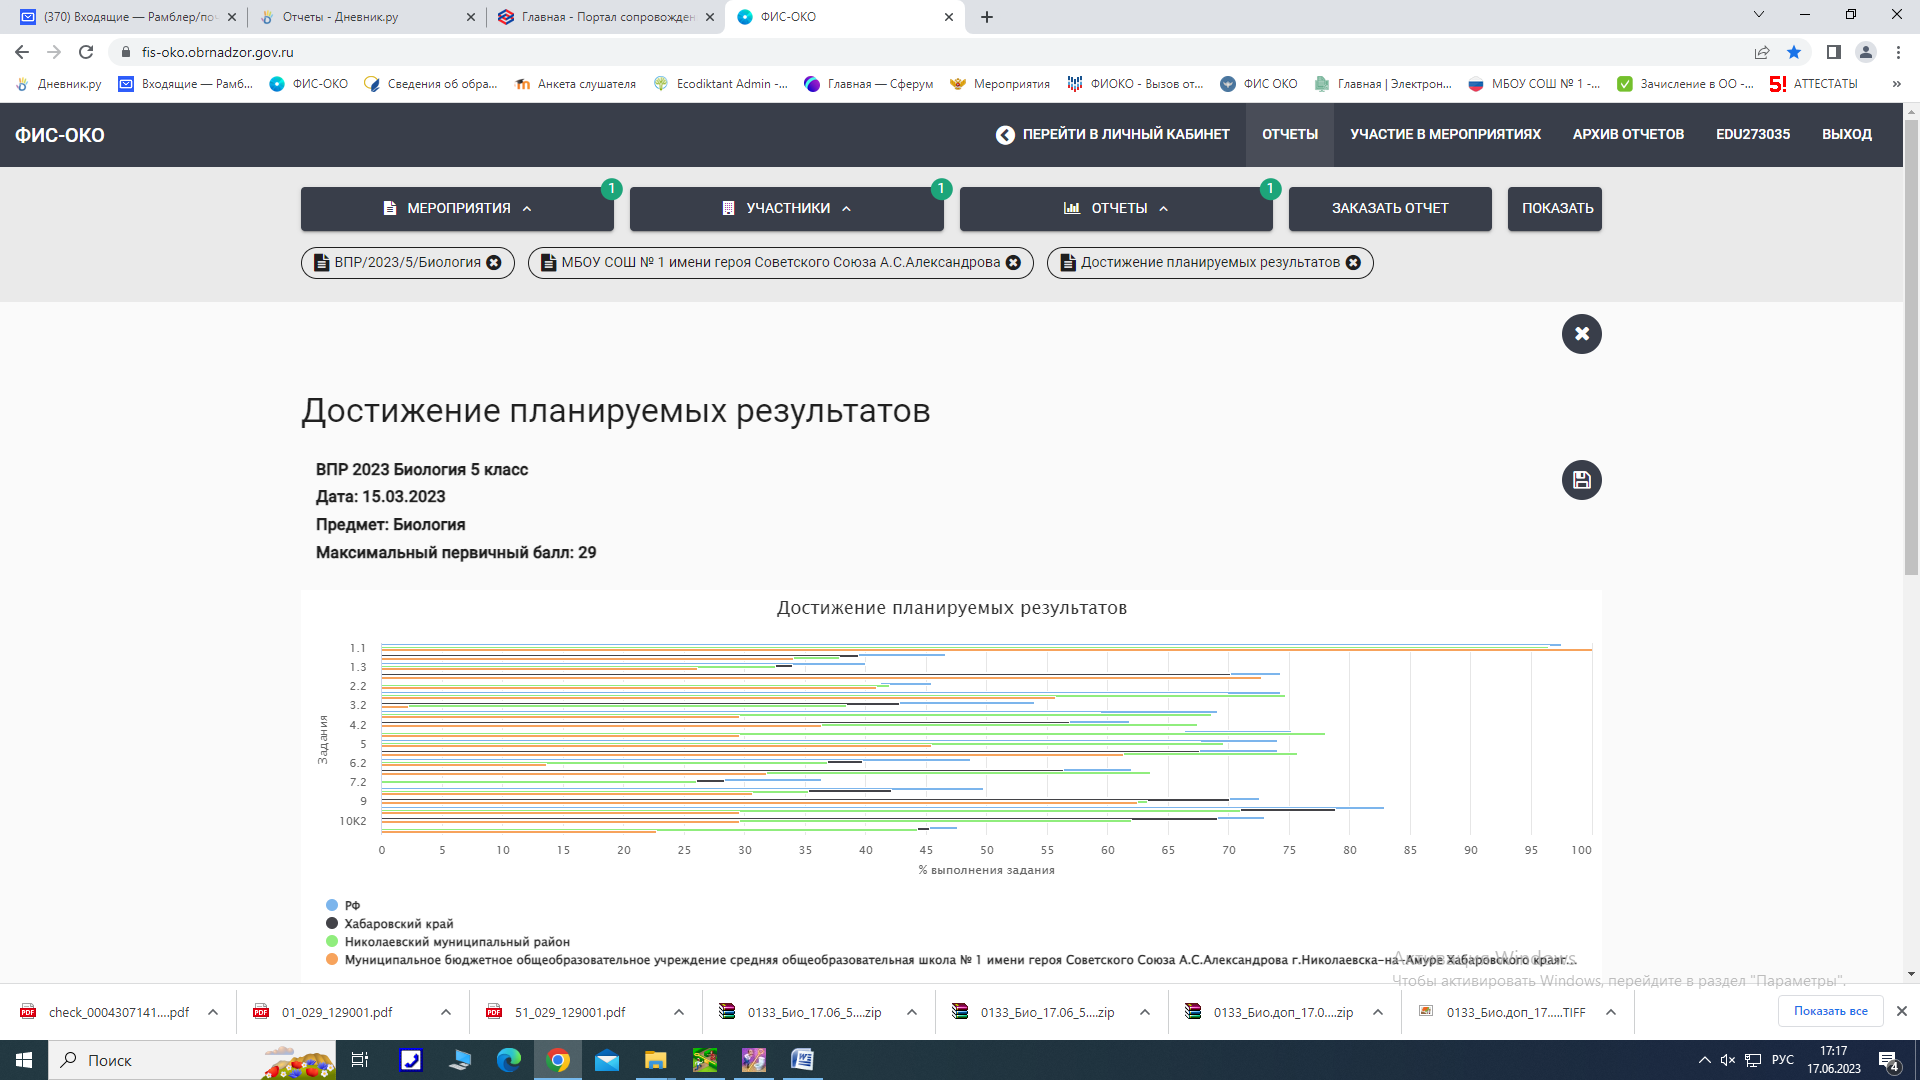 (370) Входящие — Рамблер/поч
Отчеты - Дневник.ру
Главная - Портал сопровожден
ФИС-ОКО
fis-oko.obrnadzor.gov.ru
Дневник.ру
Входящие — Рамб...
ФИС-ОКО
Сведения об обра...
Анкета слушателя
Ecodiktant Admin -...
Главная — Сферум
Мероприятия
ФИОКО - Вызов от...
ФИС ОКО
Главная | Электрон...
МБОУ СОШ № 1 -...
Зачисление в ОО -...
5! АТТЕСТАТЫ
»
ФИС-ОКО
ПЕРЕЙТИ В ЛИЧНЫЙ КАБИНЕТ
ОТЧЕТЫ
УЧАСТИЕ В МЕРОПРИЯТИЯХ
АРХИВ ОТЧЕТОВ
EDU273035
ВЫХОД
МЕРОПРИЯТИЯ 1
УЧАСТНИКИ 1
ОТЧЕТЫ 1
ЗАКАЗАТЬ ОТЧЕТ
ПОКАЗАТЬ
ВПР/2023/5/Биология
МБОУ СОШ № 1 имени героя Советского Союза А.С.Александрова
Достижение планируемых результатов
Достижение планируемых результатов
ВПР 2023 Биология 5 класс
Дата: 15.03.2023
Предмет: Биология
Максимальный первичный балл: 29
Достижение планируемых результатов
Задания
1.1
1.3
2.2
3.2
4.2
5
6.2
7.2
9
10K2
0 5 10 15 20 25 30 35 40 45 50 55 60 65 70 75 80 85 90 95 100
% выполнения задания
РФ
Хабаровский край
Николаевский муниципальный район
Муниципальное бюджетное общеобразовательное учреждение средняя общеобразовательная школа № 1 имени героя Советского Союза А.С.Александрова г.Николаевска-на-Амуре Хабаровского краяг...
Активация Windows
Чтобы активировать Windows, перейдите в раздел "Параметры".
check_0004307141....pdf
01_029_129001.pdf
51_029_129001.pdf
0133_Био_17.06_5....zip
0133_Био_17.06_5....zip
0133_Био.доп_17.0....zip
0133_Био.доп_17.....TIFF
Показать все
Поиск
РУС
17:17
17.06.2023
4